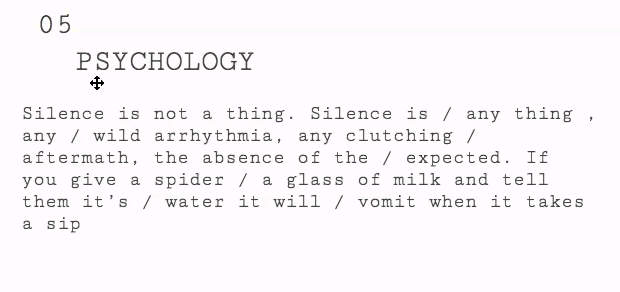 05
PSYCHOLOGY
Silence is not a thing. Silence is / any thing ,
any / wild arrhythmia, any clutching /
aftermath, the absence of the / expected. If
you give a spider / a glass of milk and tell
them it's / water it will / vomit when it takes
a sip